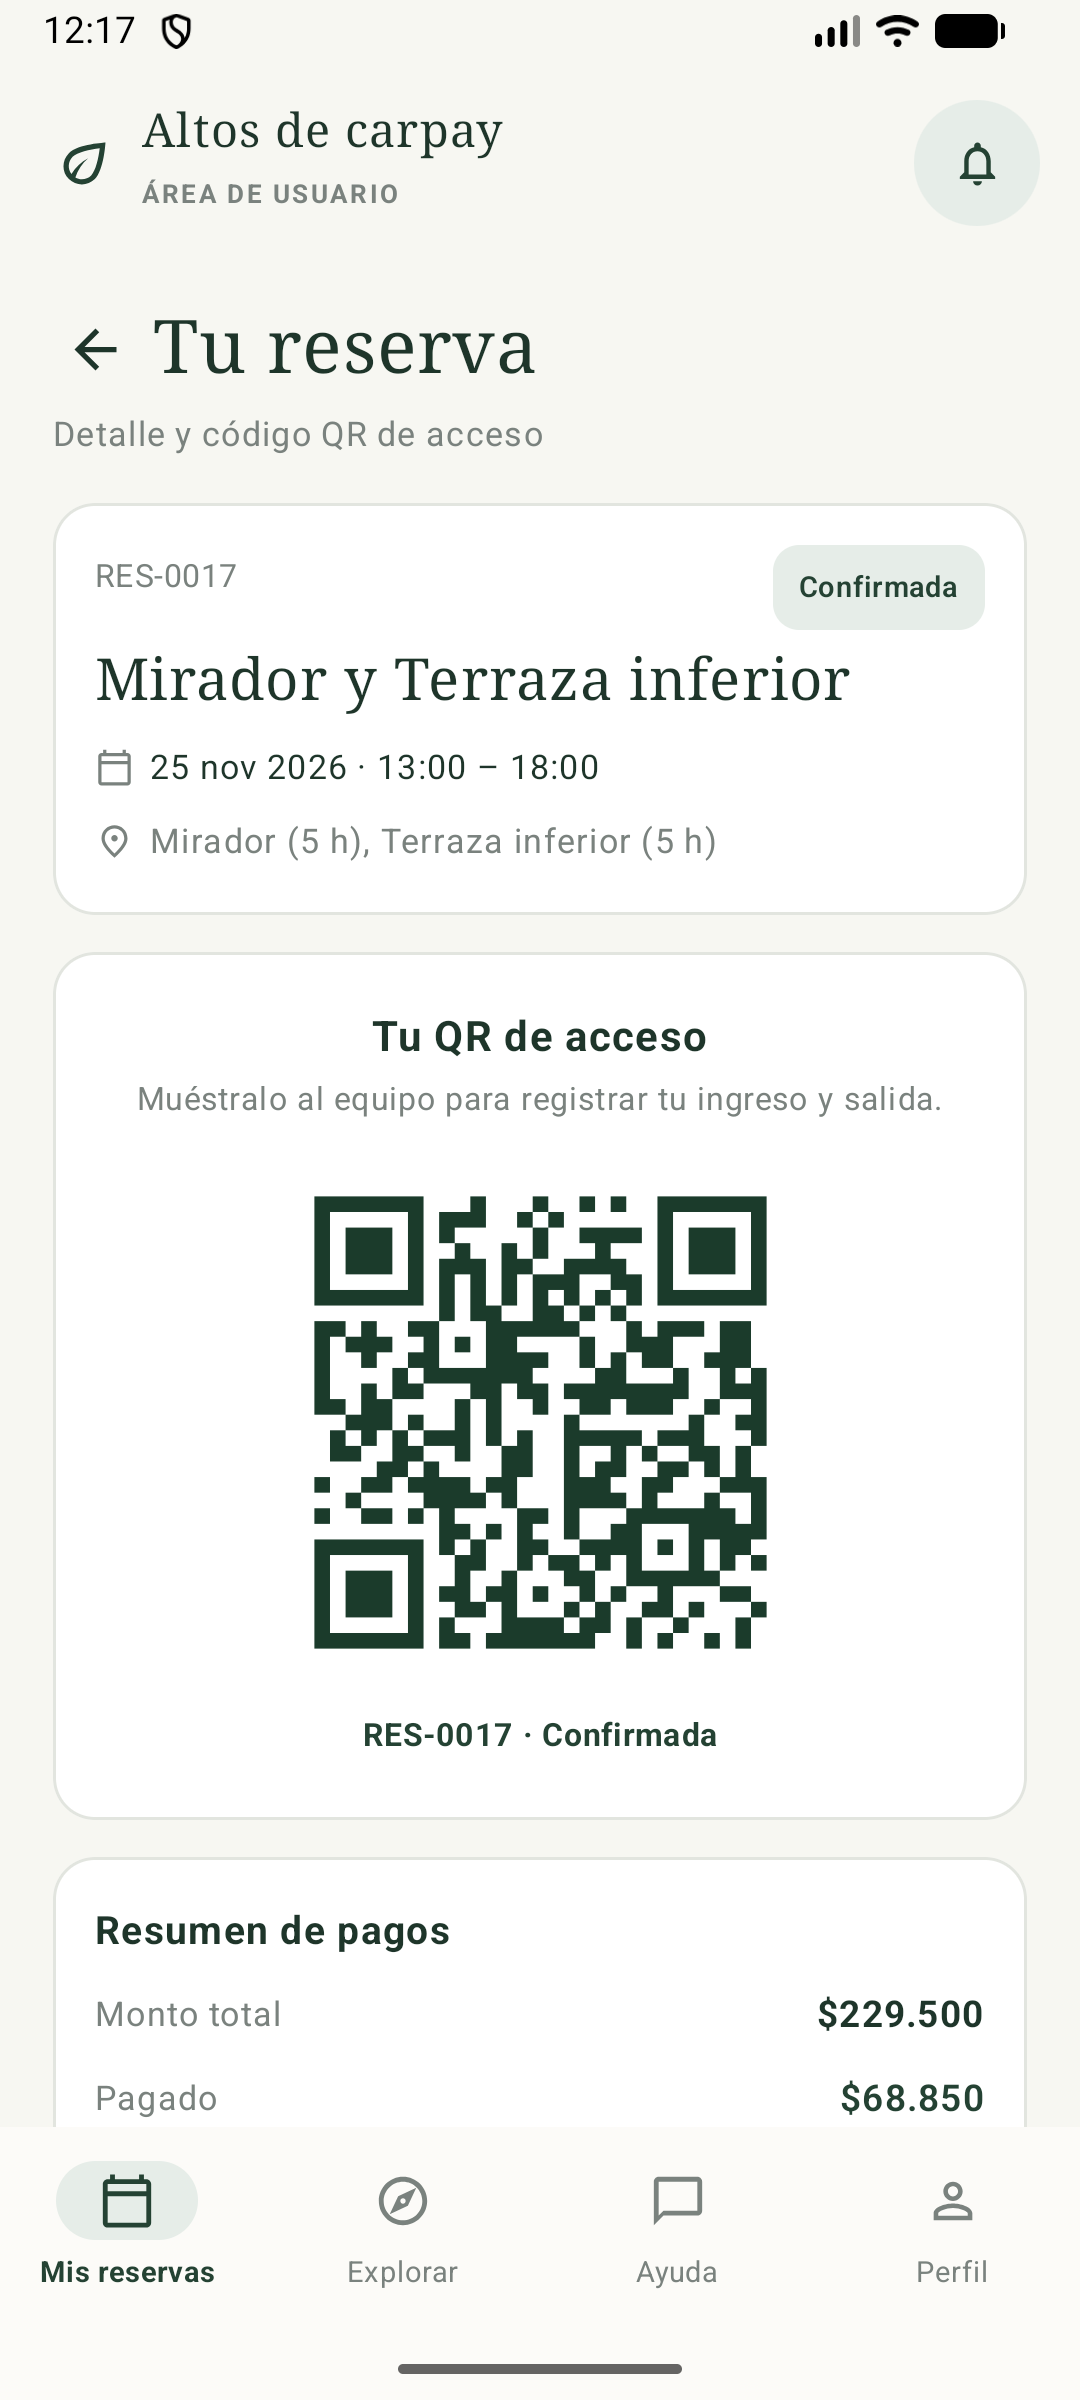 12:17
Altos de carpay
ÁREA DE USUARIO
Tu reserva
Detalle y código QR de acceso
RES-0017
Confirmada
Mirador y Terraza inferior
25 nov 2026 · 13:00 – 18:00
Mirador (5 h), Terraza inferior (5 h)
Tu QR de acceso
Muéstralo al equipo para registrar tu ingreso y salida.
RES-0017 · Confirmada
Resumen de pagos
Monto total $229.500
Pagado $68.850
Mis reservas Explorar Ayuda Perfil